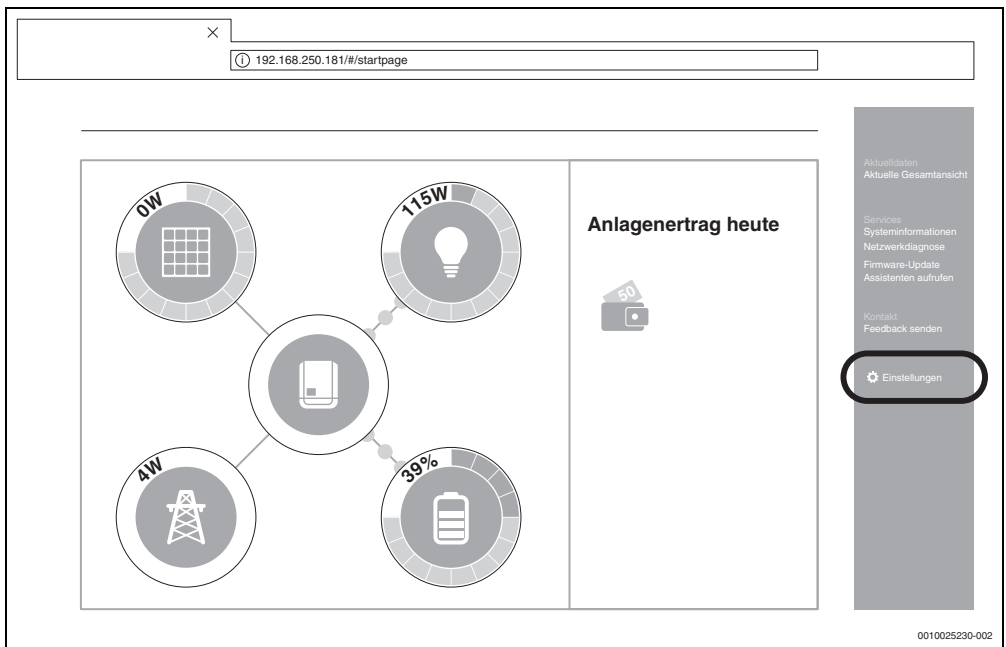 192.168.250.181/#/startpage
0W
115W
4W
39%
Anlagenertrag heute
50
Aktuelldaten
Aktuelle Gesamtansicht
Services
Systeminformationen
Netzwerkdiagnose
Firmware-Update
Assistenten aufrufen
Kontakt
Feedback senden
Einstellungen
0010025230-002